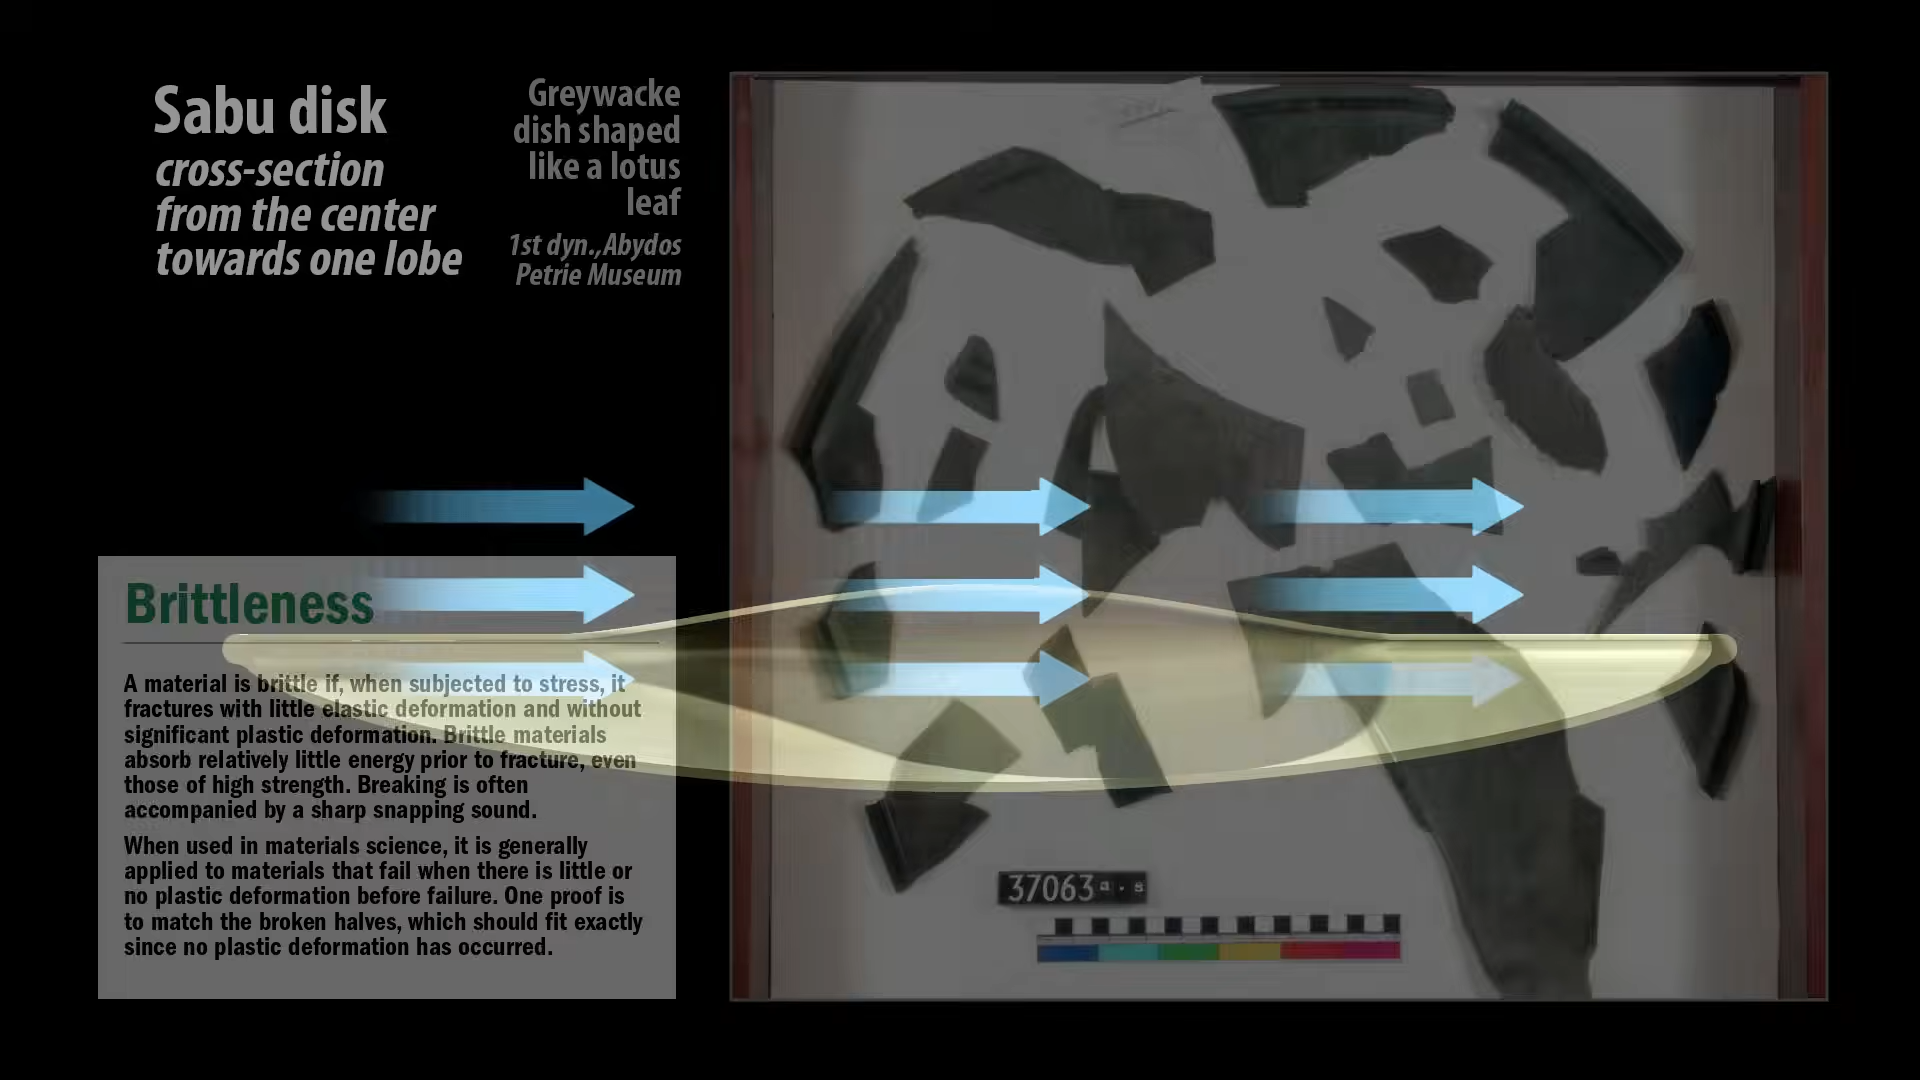 Sabu disk
cross-section
from the center
towards one lobe
Greywacke
dish shaped
like a lotus
leaf
1st dyn., Abydos
Petrie Museum
Brittleness
A material is brittle if, when subjected to stress, it
fractures with little elastic deformation and without
significant plastic deformation. Brittle materials
absorb relatively little energy prior to fracture, even
those of high strength. Breaking is often
accompanied by a sharp snapping sound.
When used in materials science, it is generally
applied to materials that fail when there is little or
no plastic deformation before failure. One proof is
to match the broken halves, which should fit exactly
since no plastic deformation has occurred.
37063 a · s